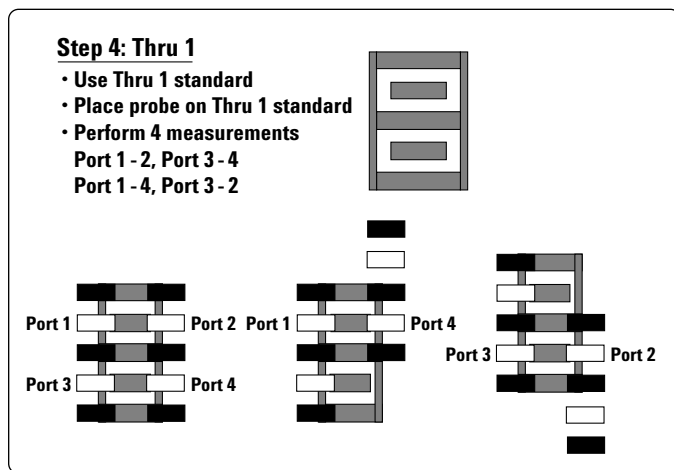 Step 4: Thru 1
• Use Thru 1 standard
• Place probe on Thru 1 standard
• Perform 4 measurements
Port 1 - 2, Port 3 - 4
Port 1 - 4, Port 3 - 2
Port 1
Port 2
Port 3
Port 4
Port 1
Port 4
Port 3
Port 2